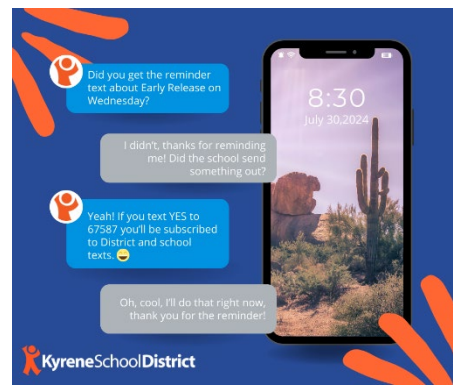 Did you get the reminder
text about Early Release on
Wednesday?
8:30
July 30,2024
I didn't, thanks for reminding
me! Did the school send
something out?
Yeah! If you text YES to
67587 you'll be subscribed
to District and school
texts. 😄
Oh, cool, I'll do that right now,
thank you for the reminder!
KyreneSchoolDistrict